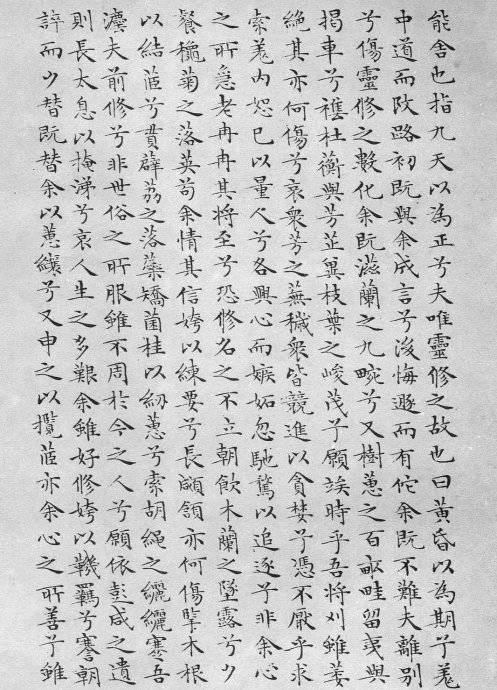 能舍也指九天以為正兮夫唯靈修之故也曰黃昏以為期兮羌
中道而改路初既與余成言兮後悔遯而有佗余既不難夫離別
兮傷靈修之數化余既滋蘭之九畹兮又樹蕙之百畝畦留夷與
揭車兮襍杜蘅與芳芷冀枝葉之峻茂兮願竢時乎吾將刈雖萎
絕其亦何傷兮哀衆芳之蕪穢衆皆競進以貪婪兮憑不厭乎求
索羌內恕己以量人兮各興心而嫉妬忽馳騖以追逐兮非余心
之所急老冉冉其將至兮恐修名之不立朝飲木蘭之墜露兮夕
餐穐菊之落英苟余情其信姱以練要兮長顑頷亦何傷擥木根
以結茝兮貫薜荔之落蘂矯菌桂以紉蕙兮索胡繩之纚纚謇吾
灋夫前修兮非世俗之所服雖不周於今之人兮願依彭咸之遺
則長太息以掩涕兮哀人生之多艱余雖好修姱以鞿羈兮謇朝
誶而夕替既替余以蕙纕兮又申之以攬茝亦余心之所善兮雖